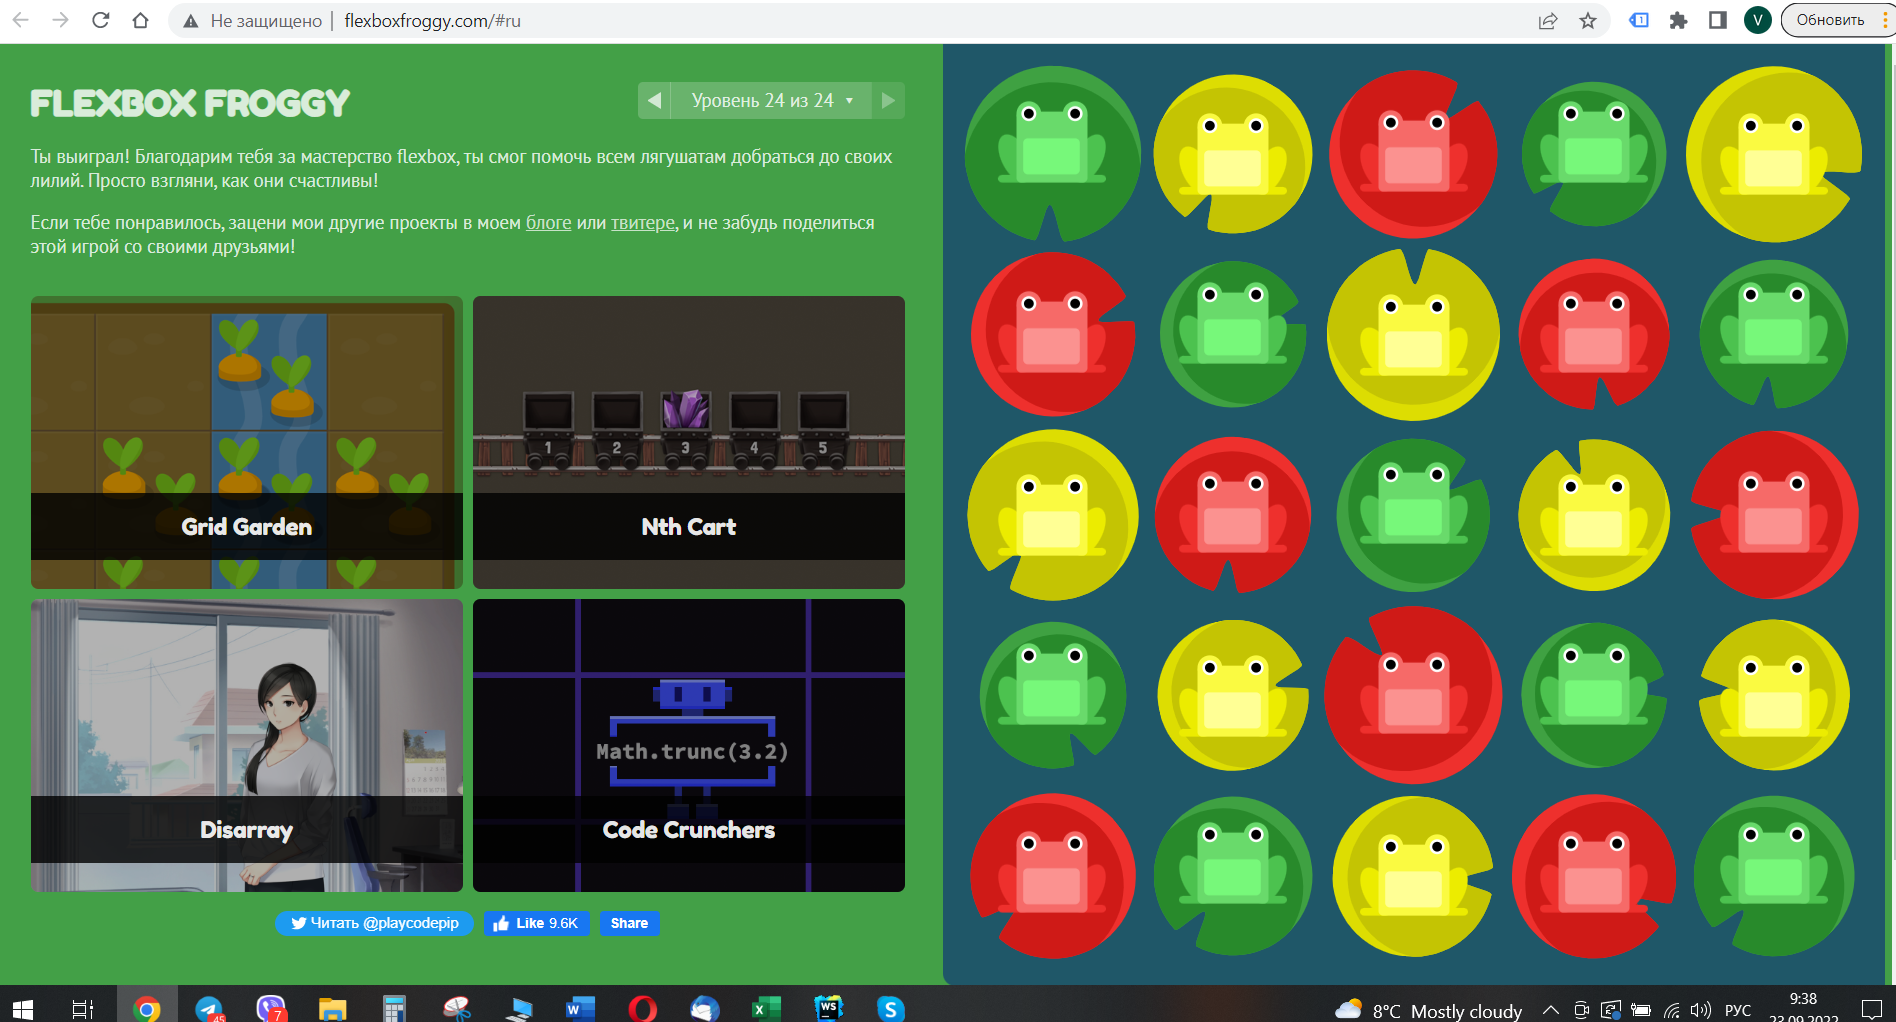 Не защищено
flexboxfroggy.com/#ru
V
Обновить
FLEXBOX FROGGY
Уровень 24 из 24
Ты выиграл! Благодарим тебя за мастерство flexbox, ты смог помочь всем лягушатам добраться до своих
лилий. Просто взгляни, как они счастливы!
Если тебе понравилось, зацени мои другие проекты в моем блоге или твитере, и не забудь поделиться
этой игрой со своими друзьями!
1 2 3 4 5
Grid Garden
Nth Cart
Math.trunc(3.2)
Disarray
Code Crunchers
Читать @playcodepip
Like 9.6K
Share
45
7
W
X
WS
S
8°C Mostly cloudy
РУС
9:38
23.09.2022